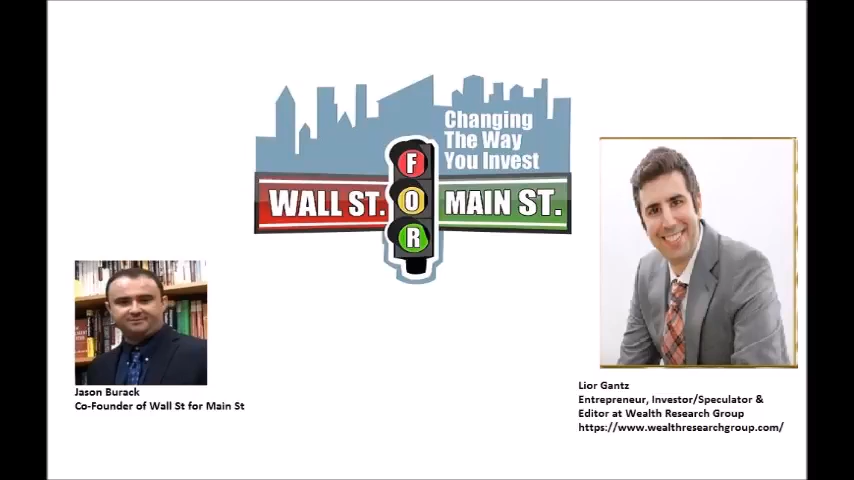 Changing
The Way
You Invest
WALL ST. FOR MAIN ST.
Jason Burack
Co-Founder of Wall St for Main St
Lior Gantz
Entrepreneur, Investor/Speculator &
Editor at Wealth Research Group
https://www.wealthresearchgroup.com/